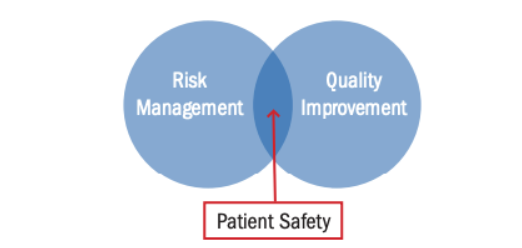 Risk
Management
Quality
Improvement
Patient Safety